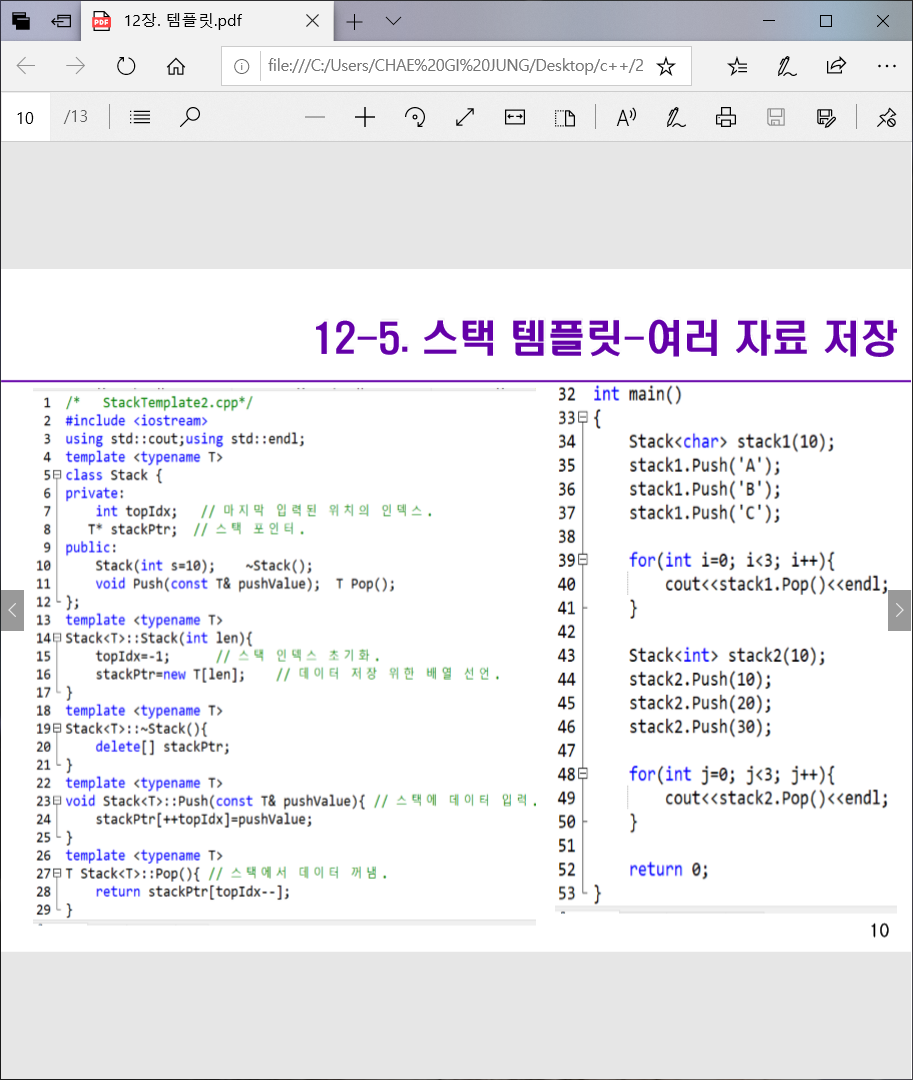 12장. 템플릿.pdf
file:///C:/Users/CHAE%20GI%20JUNG/Desktop/c++/2
10 /13
12-5. 스택 템플릿-여러 자료 저장
1 /* StackTemplate2.cpp*/
2 #include <iostream>
3 using std::cout;using std::endl;
4 template <typename T>
5 class Stack {
6 private:
7 int topIdx; // 마지막 입력된 위치의 인덱스.
8 T* stackPtr; // 스택 포인터.
9 public:
10 Stack(int s=10); ~Stack();
11 void Push(const T& pushValue); T Pop();
12 };
13 template <typename T>
14 Stack<T>::Stack(int len){
15 topIdx=-1; // 스택 인덱스 초기화.
16 stackPtr=new T[len]; // 데이터 저장 위한 배열 선언.
17 }
18 template <typename T>
19 Stack<T>::~Stack(){
20 delete[] stackPtr;
21 }
22 template <typename T>
23 void Stack<T>::Push(const T& pushValue){ // 스택에 데이터 입력.
24 stackPtr[++topIdx]=pushValue;
25 }
26 template <typename T>
27 T Stack<T>::Pop(){ // 스택에서 데이터 꺼냄.
28 return stackPtr[topIdx--];
29 }
32 int main()
33 {
34 Stack<char> stack1(10);
35 stack1.Push('A');
36 stack1.Push('B');
37 stack1.Push('C');
38
39 for(int i=0; i<3; i++){
40 cout<<stack1.Pop()<<endl;
41 }
42
43 Stack<int> stack2(10);
44 stack2.Push(10);
45 stack2.Push(20);
46 stack2.Push(30);
47
48 for(int j=0; j<3; j++){
49 cout<<stack2.Pop()<<endl;
50 }
51
52 return 0;
53 }
10